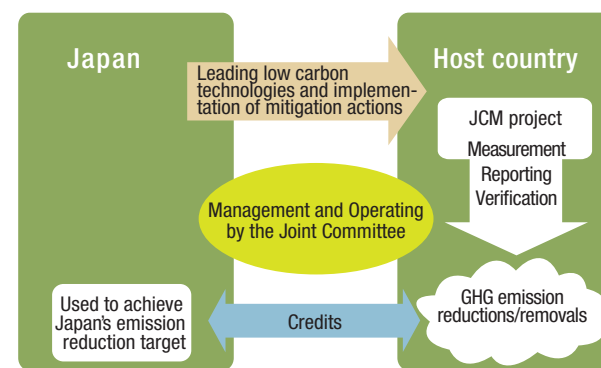 Japan
Host country
Leading low carbon
technologies and implemen-
tation of mitigation actions
JCM project
Measurement
Reporting
Verification
Management and Operating
by the Joint Committee
Used to achieve
Japan's emission
reduction target
Credits
GHG emission
reductions/removals